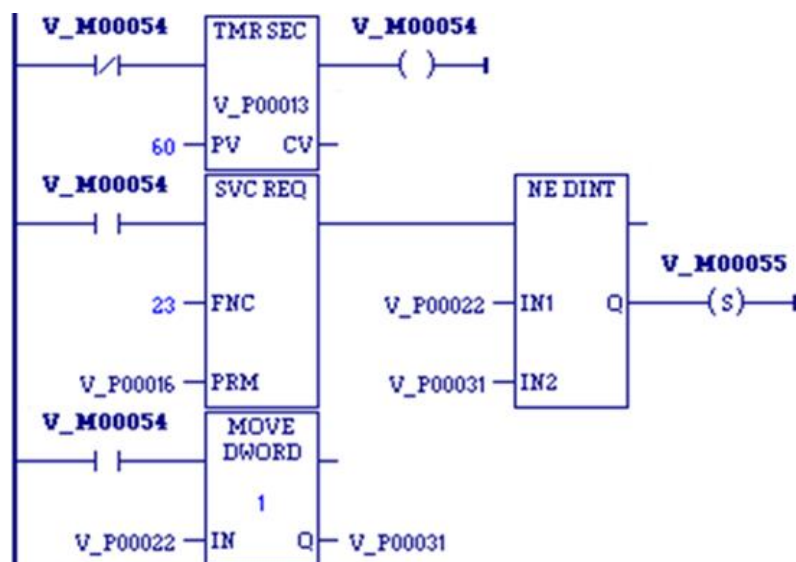 V_M00054 TMR SEC V_M00054
V_P00013
60 PV CV
V_M00054 SVC REQ NE DINT
V_M00055
23 FNC V_P00022 IN1 Q (S)
V_P00016 PRM V_P00031 IN2
V_M00054 MOVE
DWORD
1
V_P00022 IN Q V_P00031